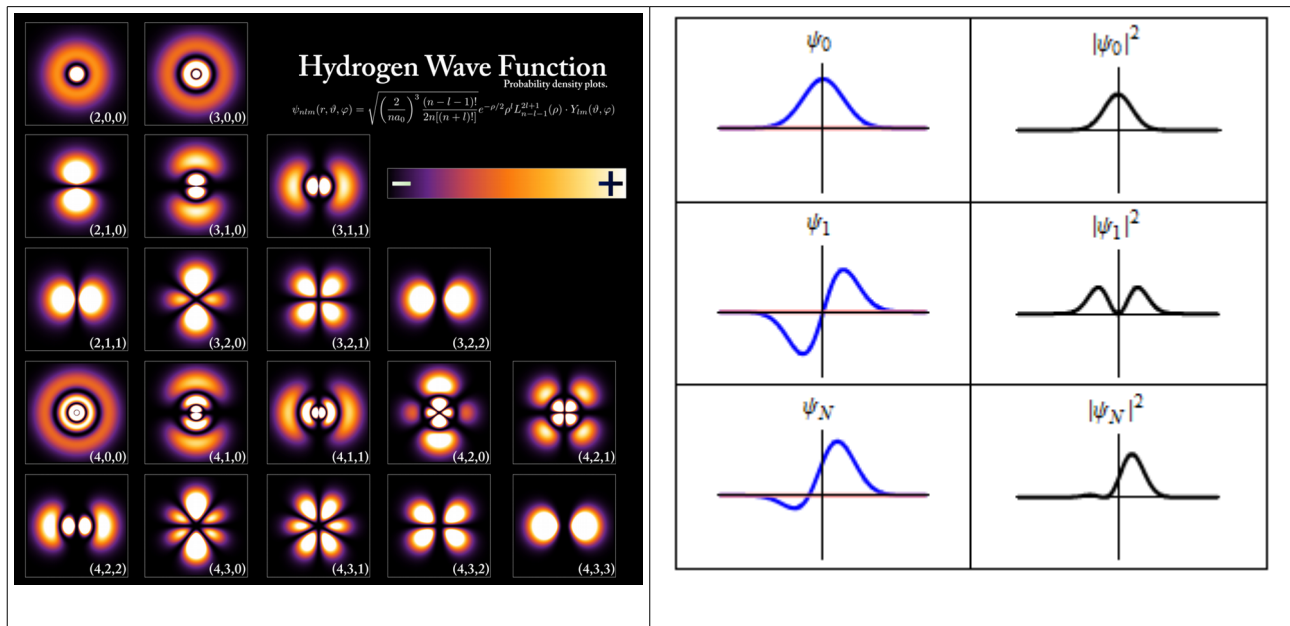 Hydrogen Wave Function
Probability density plots.
ψnlm(r, ϑ, φ) = √((2/na₀)³ (n−l−1)!/2n[(n+l)!]) e^{−ρ/2} ρ^l L^{2l+1}_{n−l−1}(ρ) · Ylm(ϑ, φ)
(2,0,0) (3,0,0)
− +
(2,1,0) (3,1,0) (3,1,1)
(2,1,1) (3,2,0) (3,2,1) (3,2,2)
(4,0,0) (4,1,0) (4,1,1) (4,2,0) (4,2,1)
(4,2,2) (4,3,0) (4,3,1) (4,3,2) (4,3,3)
ψ₀ |ψ₀|²
ψ₁ |ψ₁|²
ψN |ψN|²